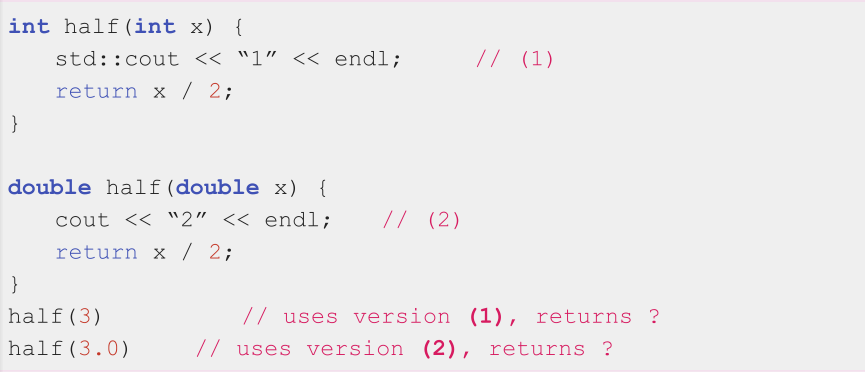 int half(int x) {
std::cout << “1” << endl; // (1)
return x / 2;
}
double half(double x) {
cout << “2” << endl; // (2)
return x / 2;
}
half(3) // uses version (1), returns ?
half(3.0) // uses version (2), returns ?